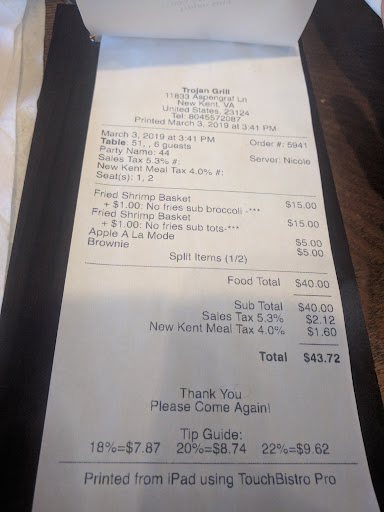 Trojan Grill
11833 Aspengraf Ln
New Kent, VA
United States, 23124
Tel: 8045572087
Printed March 3, 2019 at 3:41 PM
March 3, 2019 at 3:41 PM Order #: 5941
Table: 51, , 6 guests
Party Name: 44 Server: Nicole
Sales Tax 5.3% #:
New Kent Meal Tax 4.0% #:
Seat(s): 1, 2
Fried Shrimp Basket $15.00
+ $1.00: No fries sub broccoli -***
Fried Shrimp Basket $15.00
+ $1.00: No fries sub tots-***
Apple A La Mode $5.00
Brownie $5.00
Split Items (1/2)
Food Total $40.00
Sub Total $40.00
Sales Tax 5.3% $2.12
New Kent Meal Tax 4.0% $1.60
Total $43.72
Thank You
Please Come Again!
Tip Guide:
18%=$7.87 20%=$8.74 22%=$9.62
Printed from iPad using TouchBistro Pro